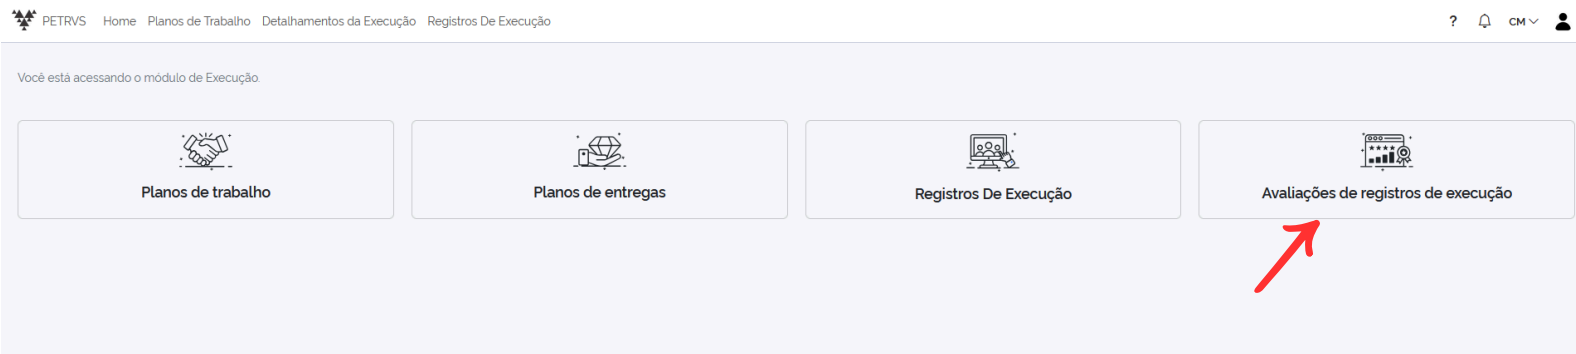 PETRVS Home Planos de Trabalho Detalhamentos da Execução Registros De Execução ? CM
Você está acessando o módulo de Execução.
Planos de trabalho
Planos de entregas
Registros De Execução
Avaliações de registros de execução